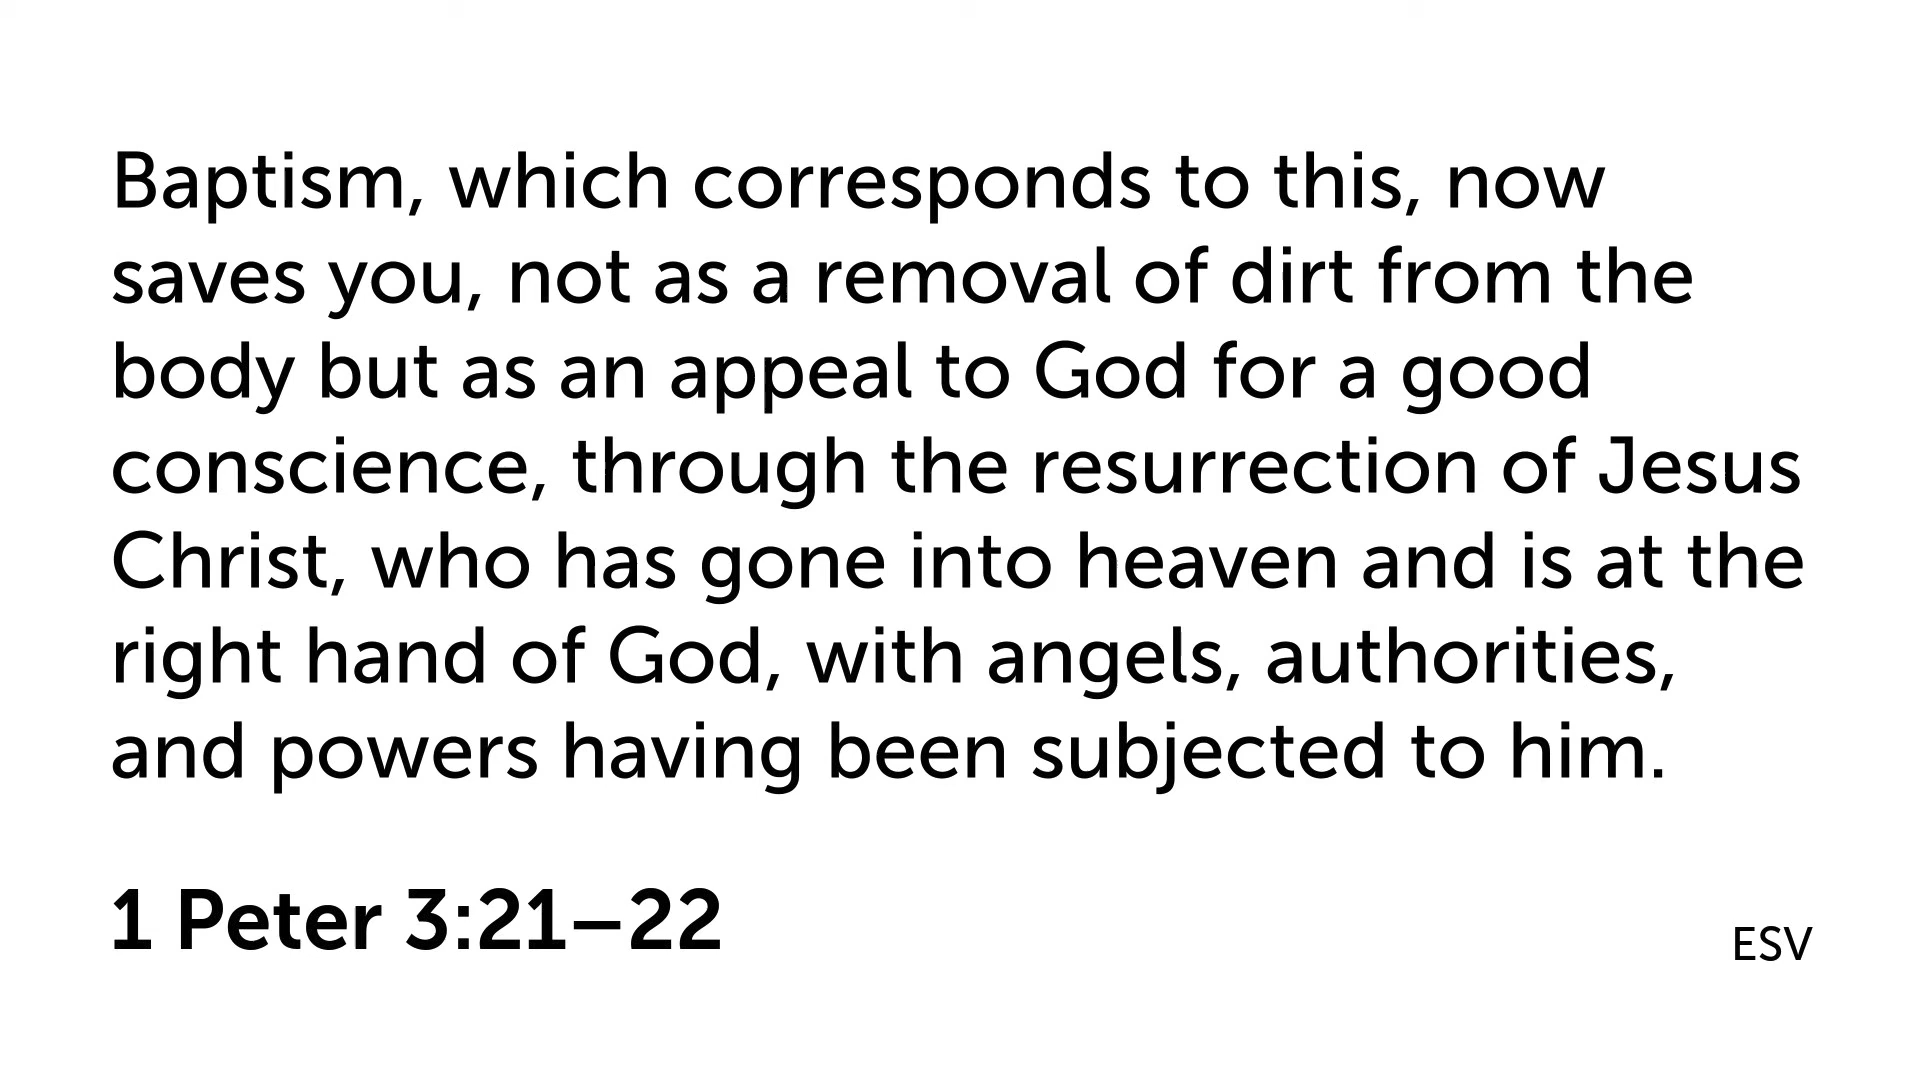 Baptism, which corresponds to this, now
saves you, not as a removal of dirt from the
body but as an appeal to God for a good
conscience, through the resurrection of Jesus
Christ, who has gone into heaven and is at the
right hand of God, with angels, authorities,
and powers having been subjected to him.
1 Peter 3:21–22
ESV